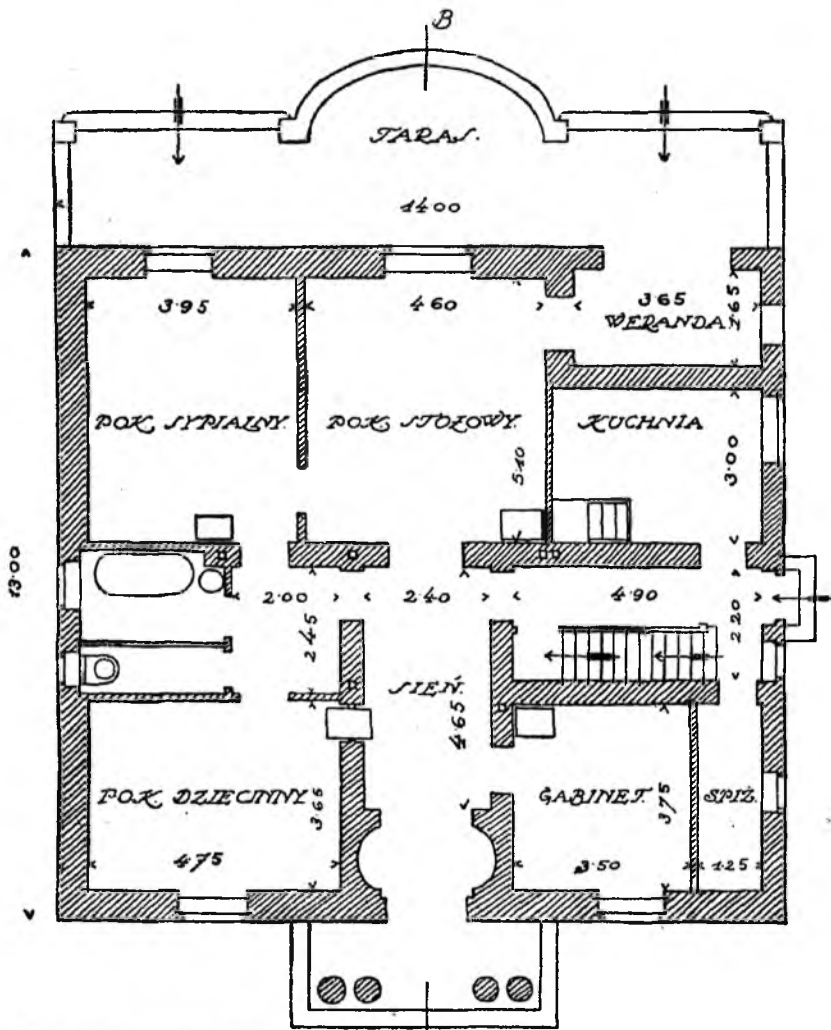 B
TARAS.
14·00
3·95
4·60
3·65
WERANDA.
1·65
POK. SYPIALNY.
POK. STOŁOWY.
KUCHNIA
5·10
3·00
13·00
2·00
2·40
4·90
2·45
2·20
SIEŃ.
4·65
POK. DZIECINNY
3·65
GABINET.
3·75
SPIŻ.
4·75
3·50
1·25